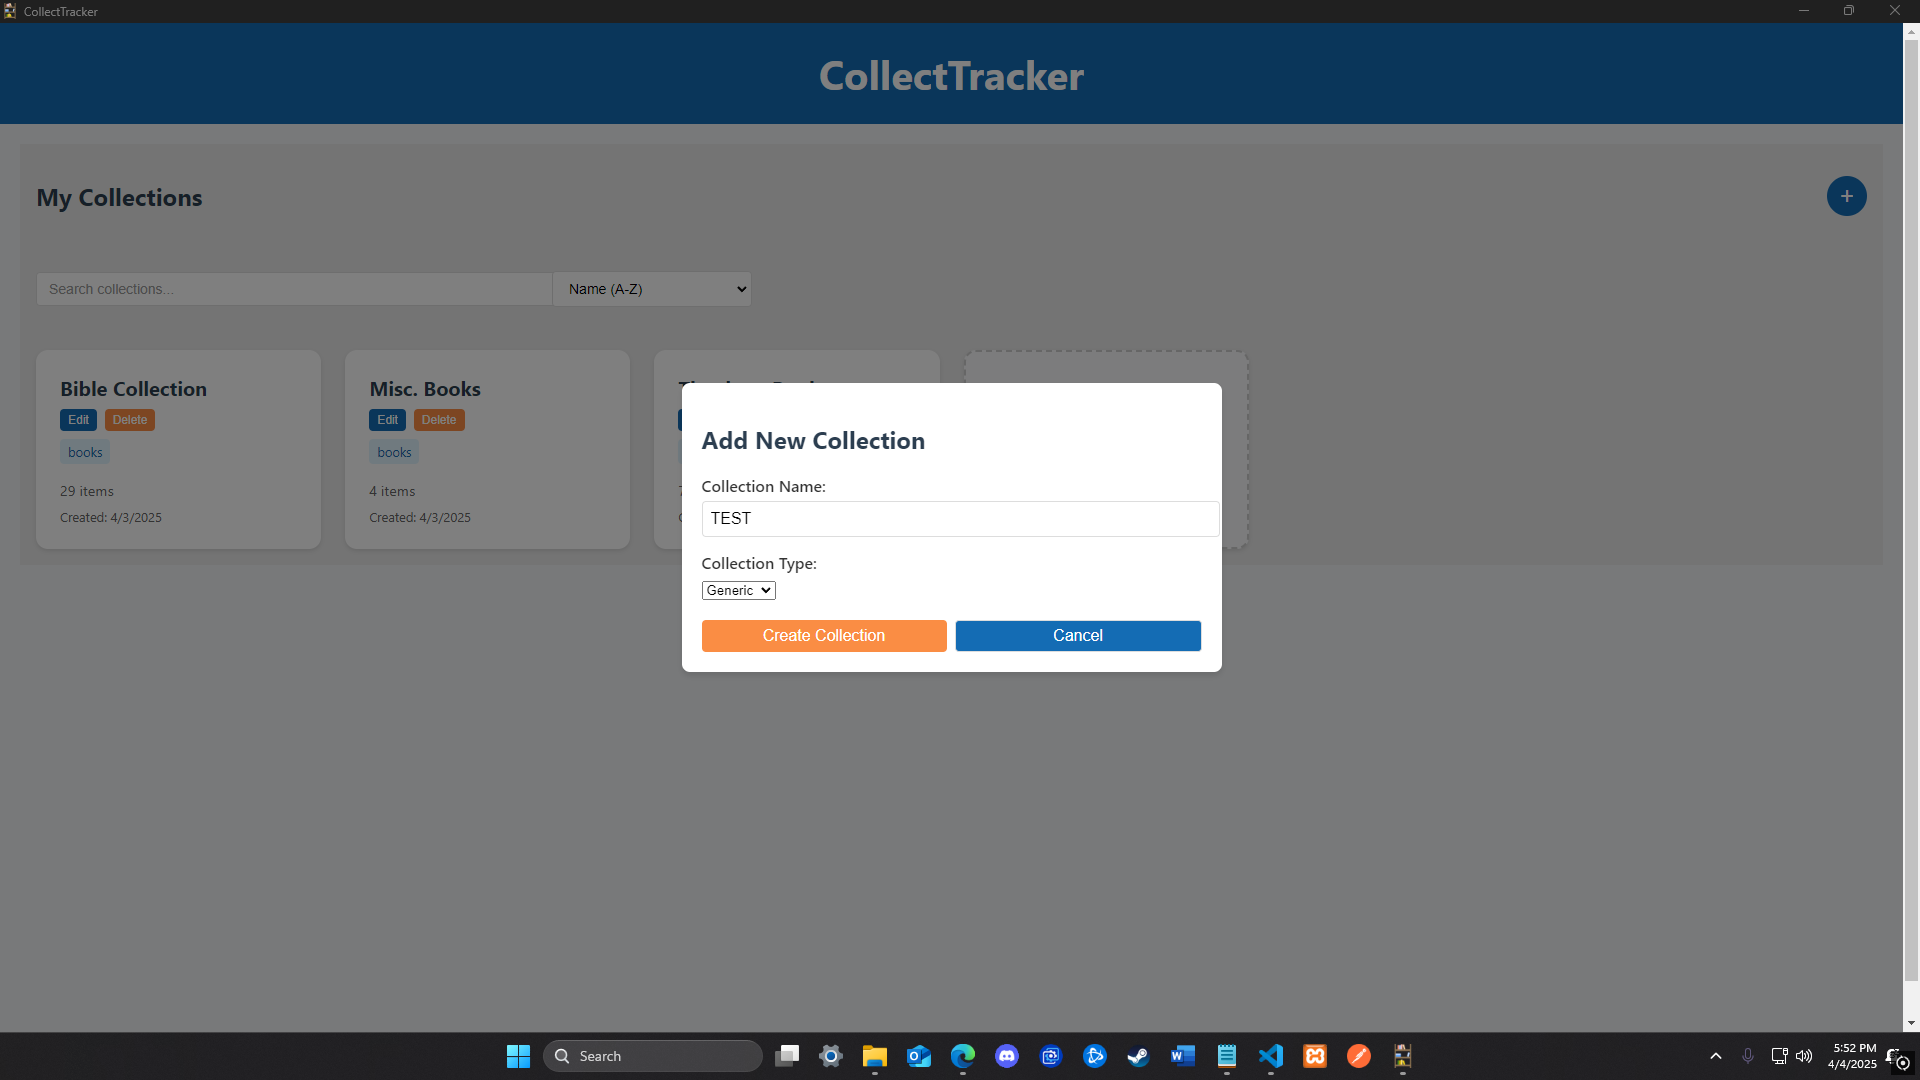 CollectTracker
CollectTracker
My Collections
+
Search collections...
Name (A-Z)
Bible Collection
Edit Delete
books
29 items
Created: 4/3/2025
Misc. Books
Edit Delete
books
4 items
Created: 4/3/2025
Add New Collection
Collection Name:
TEST
Collection Type:
Generic
Create Collection
Cancel
Search
5:52 PM
4/4/2025